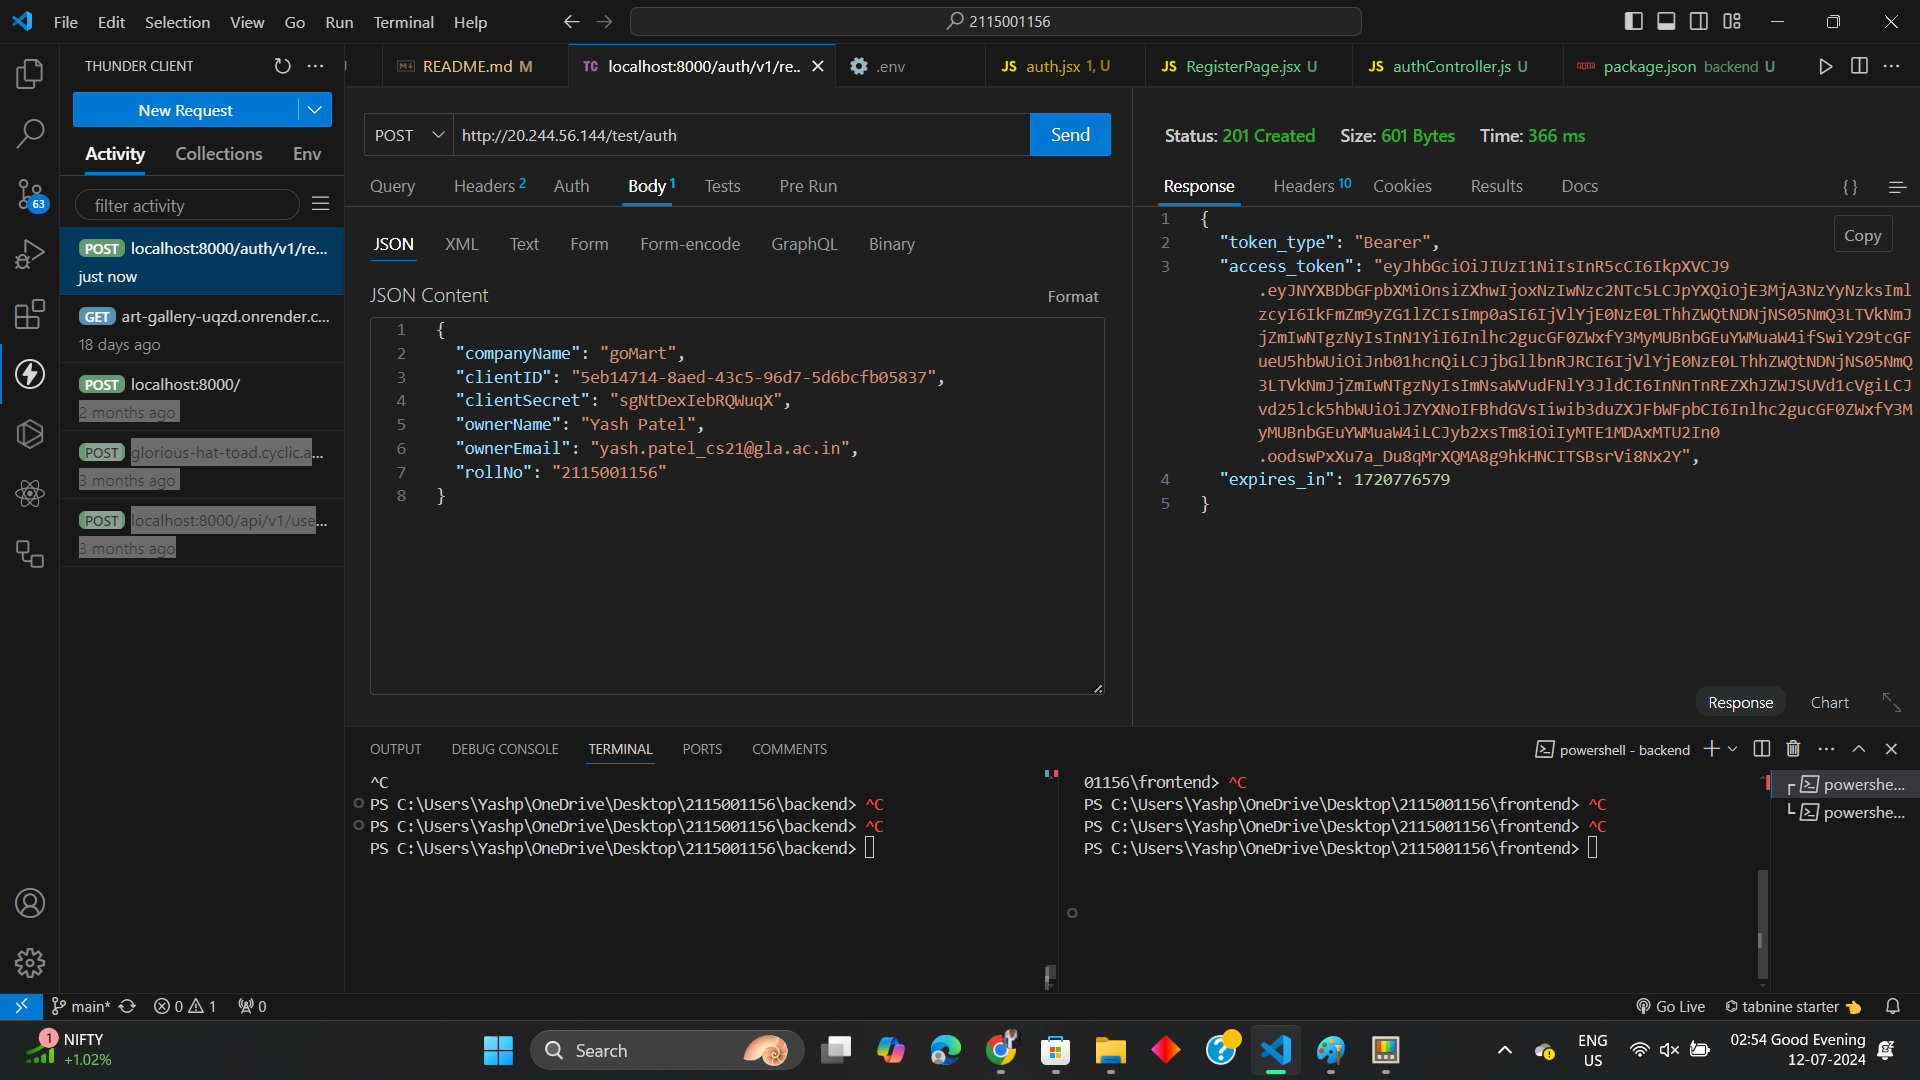 File Edit Selection View Go Run Terminal Help
2115001156
THUNDER CLIENT
New Request
Activity Collections Env
filter activity
POST localhost:8000/auth/v1/re...
just now
GET art-gallery-uqzd.onrender.c...
18 days ago
POST localhost:8000/
2 months ago
POST glorious-hat-toad.cyclic.a...
3 months ago
POST localhost:8000/api/v1/use...
3 months ago
63
README.md M
TC localhost:8000/auth/v1/re..
.env
JS auth.jsx 1, U
JS RegisterPage.jsx U
JS authController.js U
package.json backend U
POST http://20.244.56.144/test/auth Send
Query Headers 2 Auth Body 1 Tests Pre Run
JSON XML Text Form Form-encode GraphQL Binary
JSON Content Format
1 {
2 "companyName": "goMart",
3 "clientID": "5eb14714-8aed-43c5-96d7-5d6bcfb05837",
4 "clientSecret": "sgNtDexIebRQWuqX",
5 "ownerName": "Yash Patel",
6 "ownerEmail": "yash.patel_cs21@gla.ac.in",
7 "rollNo": "2115001156"
8 }
Status: 201 Created Size: 601 Bytes Time: 366 ms
Response Headers 10 Cookies Results Docs
{ }
Copy
1 {
2 "token_type": "Bearer",
3 "access_token": "eyJhbGciOiJIUzI1NiIsInR5cCI6IkpXVCJ9
.eyJNYXBDbGFpbXMiOnsiZXhwIjoxNzIwNzc2NTc5LCJpYXQiOjE3MjA3NzYyNzksIml
zcyI6IkFmZm9yZG1lZCIsImp0aSI6IjVlYjE0NzE0LThhZWQtNDNjNS05NmQ3LTVkNmJ
jZmIwNTgzNyIsInN1YiI6Inlhc2gucGF0ZWxfY3MyMUBnbGEuYWMuaW4ifSwiY29tcGF
ueU5hbWUiOiJnb01hcnQiLCJjbGllbnRJRCI6IjVlYjE0NzE0LThhZWQtNDNjNS05NmQ
3LTVkNmJjZmIwNTgzNyIsImNsaWVudFNlY3JldCI6InNnTnREZXhJZWJSUVd1cVgiLCJ
vd25lck5hbWUiOiJZYXNoIFBhdGVsIiwib3duZXJFbWFpbCI6Inlhc2gucGF0ZWxfY3M
yMUBnbGEuYWMuaW4iLCJyb2xsTm8iOiIyMTE1MDAxMTU2In0
.oodswPxXu7a_Du8qMrXQMA8g9hkHNCITSBsrVi8Nx2Y",
4 "expires_in": 1720776579
5 }
Response Chart
OUTPUT DEBUG CONSOLE TERMINAL PORTS COMMENTS
powershell - backend
^C
PS C:\Users\Yashp\OneDrive\Desktop\2115001156\backend> ^C
PS C:\Users\Yashp\OneDrive\Desktop\2115001156\backend> ^C
PS C:\Users\Yashp\OneDrive\Desktop\2115001156\backend>
01156\frontend> ^C
PS C:\Users\Yashp\OneDrive\Desktop\2115001156\frontend> ^C
PS C:\Users\Yashp\OneDrive\Desktop\2115001156\frontend> ^C
PS C:\Users\Yashp\OneDrive\Desktop\2115001156\frontend>
powershe...
powershe...
main* 0 1 0
Go Live tabnine starter
1 NIFTY
+1.02%
Search
ENG
US
02:54 Good Evening
12-07-2024